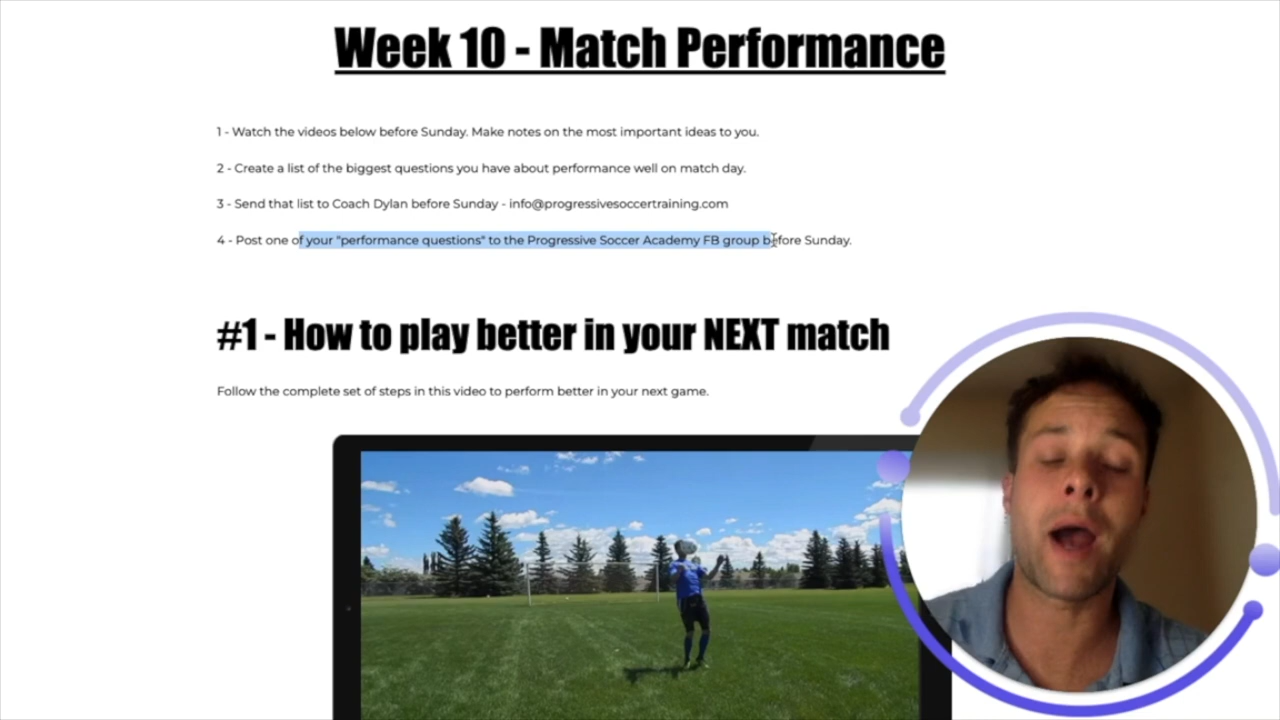 Week 10 - Match Performance
1 - Watch the videos below before Sunday. Make notes on the most important ideas to you.
2 - Create a list of the biggest questions you have about performance well on match day.
3 - Send that list to Coach Dylan before Sunday - info@progressivesoccertraining.com
4 - Post one of your "performance questions" to the Progressive Soccer Academy FB group before Sunday.
#1 - How to play better in your NEXT match
Follow the complete set of steps in this video to perform better in your next game.